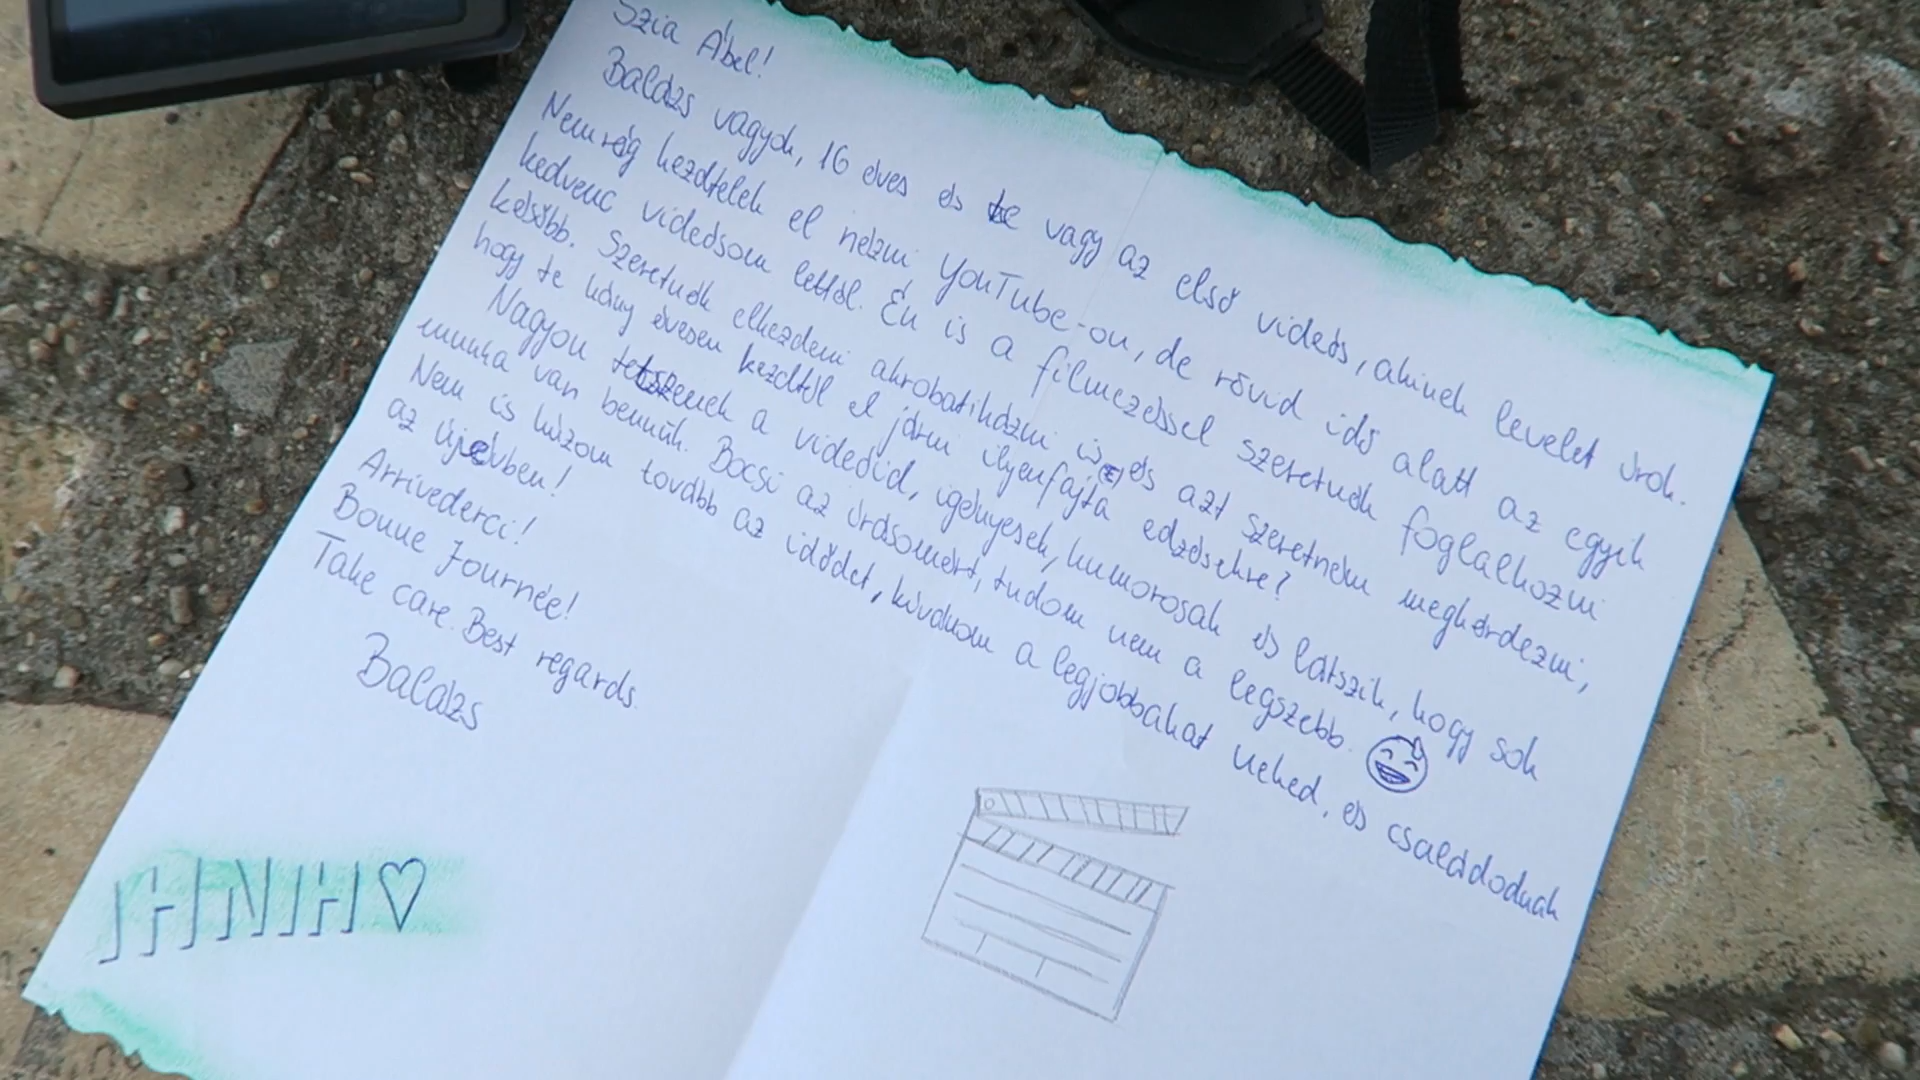 Szia Ábel!
Balázs vagyok, 16 éves és te vagy az első videós, akinek levelet írok.
Nemrég kezdtelek el nézni YouTube-on, de rövid idő alatt az egyik
kedvenc videósom lettél. Én is a filmezéssel szeretnék foglalkozni
később. Szeretnék elkezdeni akrobatikázni is, és azt szeretném megkérdezni,
hogy te hány évesen kezdtél el járni ilyenfajta edzésekre?
Nagyon tetszenek a videóid, igényesek, humorosak és látszik, hogy sok
munka van bennük. Bocsi az írásomért, tudom nem a legszebb.
Nem is húzom tovább az idődet, kívánom a legjobbakat neked, és családodnak
az újévben!
Arrivederci!
Bonne Journée!
Take care. Best regards.
Balázs
HNH♡